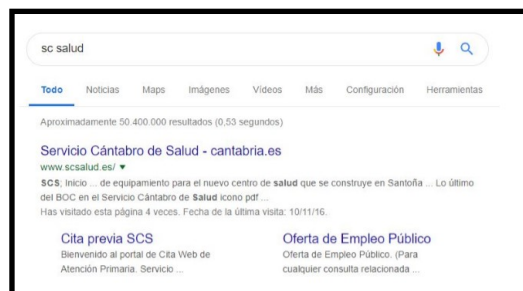 sc salud
Todo Noticias Maps Imágenes Vídeos Más Configuración Herramientas
Aproximadamente 50.400.000 resultados (0,53 segundos)
Servicio Cántabro de Salud - cantabria.es
www.scsalud.es/
SCS; Inicio ... de equipamiento para el nuevo centro de salud que se construye en Santoña ... Lo último
del BOC en el Servicio Cántabro de Salud icono pdf ...
Has visitado esta página 4 veces. Fecha de la última visita: 10/11/16.
Cita previa SCS
Bienvenido al portal de Cita Web de
Atención Primaria. Servicio ...
Oferta de Empleo Público
Oferta de Empleo Público. (Para
cualquier consulta relacionada ...